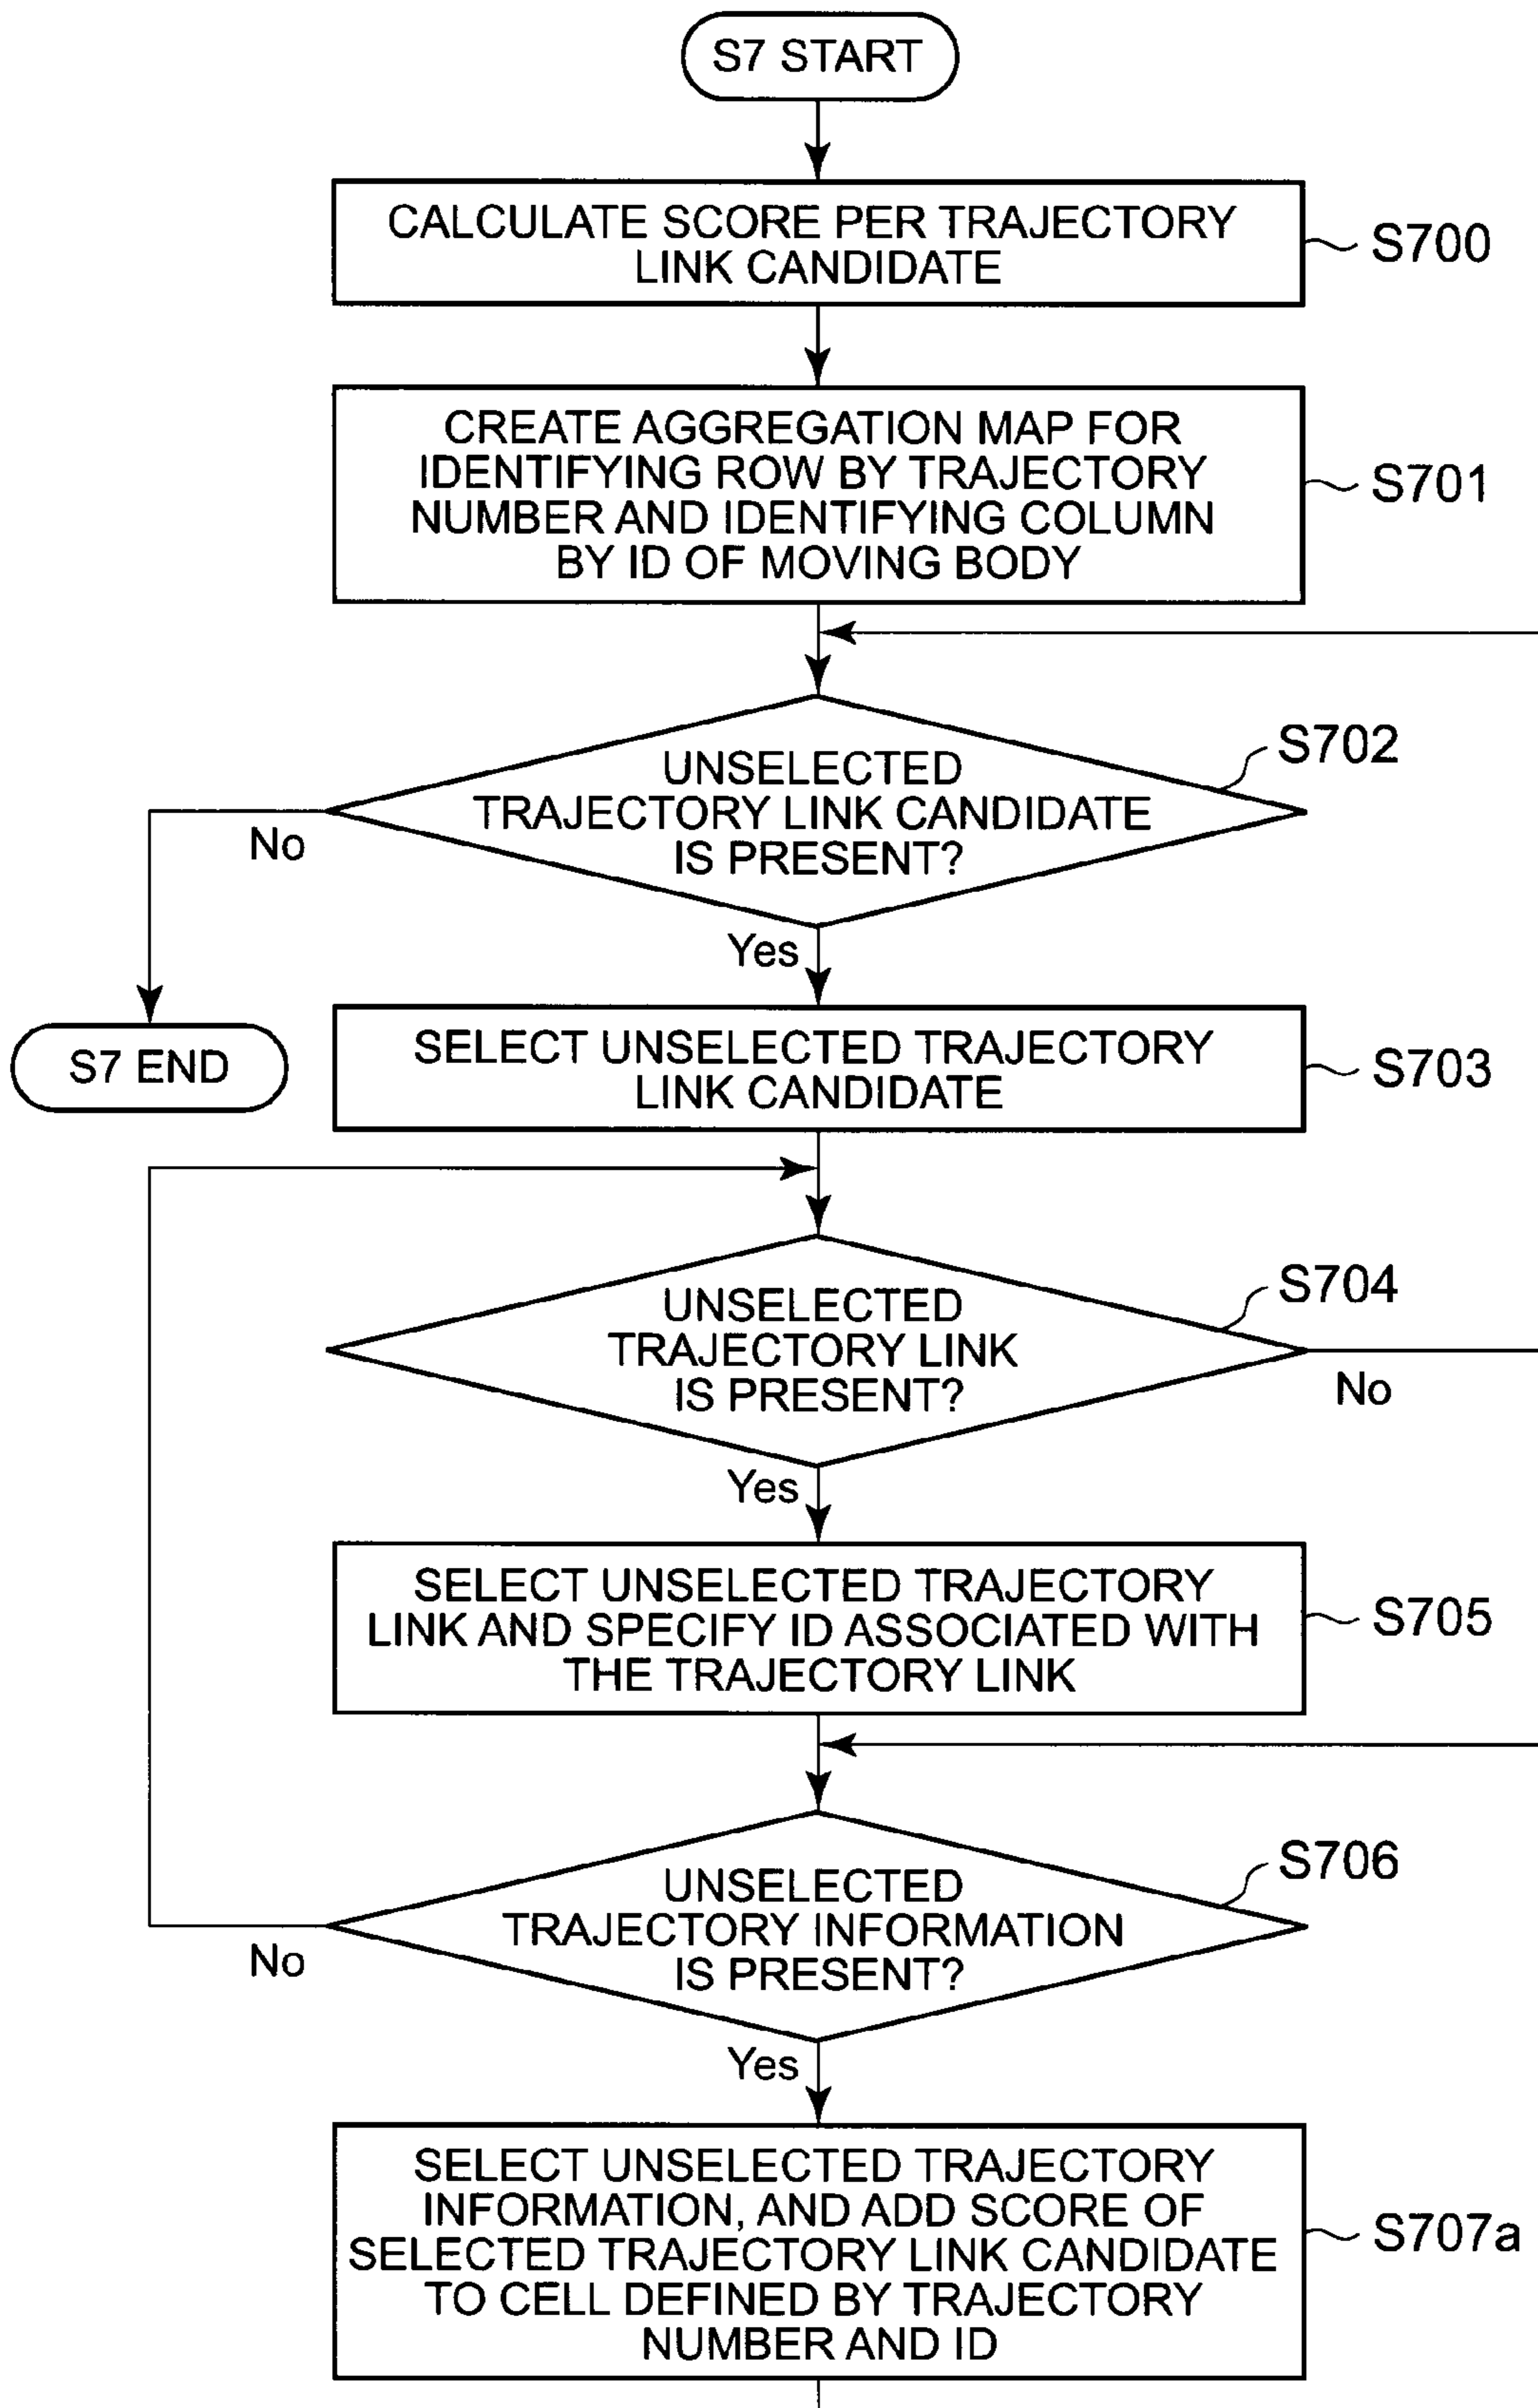 S7 START
CALCULATE SCORE PER TRAJECTORY
LINK CANDIDATE
S700
CREATE AGGREGATION MAP FOR
IDENTIFYING ROW BY TRAJECTORY
NUMBER AND IDENTIFYING COLUMN
BY ID OF MOVING BODY
S701
S702
UNSELECTED
TRAJECTORY LINK CANDIDATE
IS PRESENT?
No
Yes
S7 END
SELECT UNSELECTED TRAJECTORY
LINK CANDIDATE
S703
S704
UNSELECTED
TRAJECTORY LINK
IS PRESENT?
No
Yes
SELECT UNSELECTED TRAJECTORY
LINK AND SPECIFY ID ASSOCIATED WITH
THE TRAJECTORY LINK
S705
S706
UNSELECTED
TRAJECTORY INFORMATION
IS PRESENT?
No
Yes
SELECT UNSELECTED TRAJECTORY
INFORMATION, AND ADD SCORE OF
SELECTED TRAJECTORY LINK CANDIDATE
TO CELL DEFINED BY TRAJECTORY
NUMBER AND ID
S707a